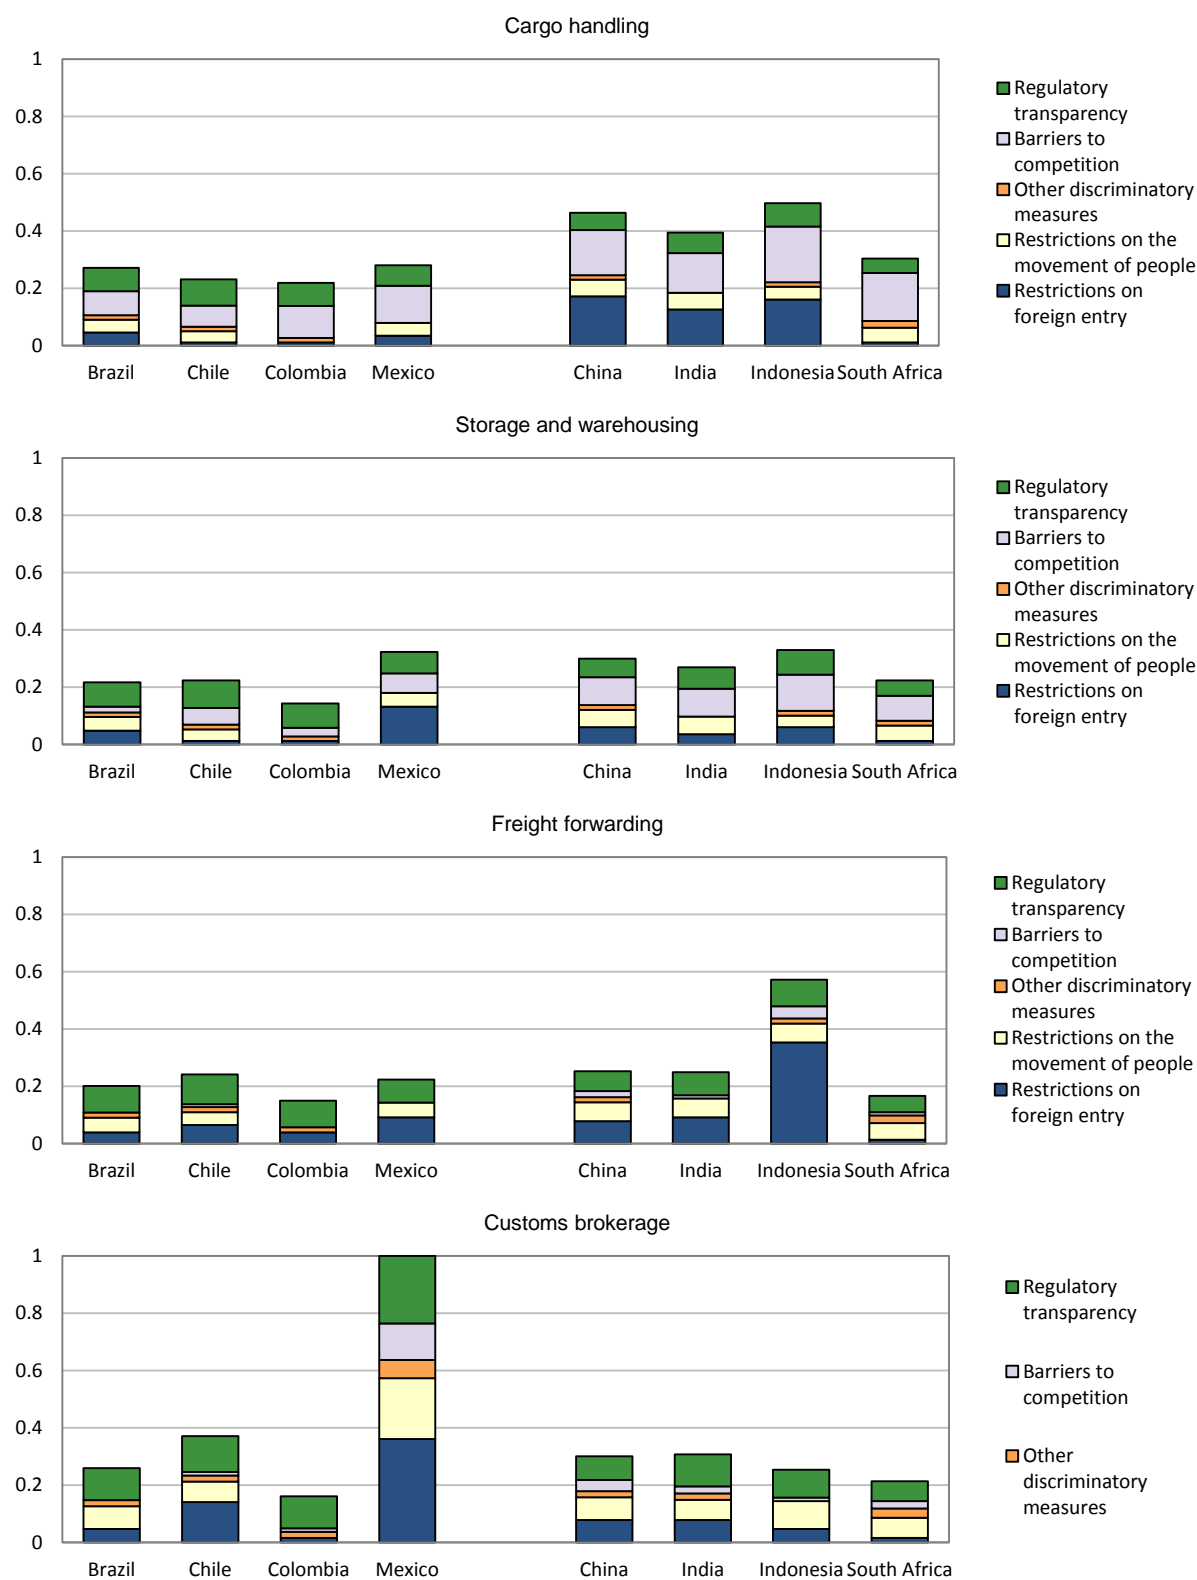 Cargo handling
1
0.8
0.6
0.4
0.2
0
Brazil Chile Colombia Mexico China India Indonesia South Africa
Regulatory
transparency
Barriers to
competition
Other discriminatory
measures
Restrictions on the
movement of people
Restrictions on
foreign entry
Storage and warehousing
1
0.8
0.6
0.4
0.2
0
Brazil Chile Colombia Mexico China India Indonesia South Africa
Regulatory
transparency
Barriers to
competition
Other discriminatory
measures
Restrictions on the
movement of people
Restrictions on
foreign entry
Freight forwarding
1
0.8
0.6
0.4
0.2
0
Brazil Chile Colombia Mexico China India Indonesia South Africa
Regulatory
transparency
Barriers to
competition
Other discriminatory
measures
Restrictions on the
movement of people
Restrictions on
foreign entry
Customs brokerage
1
0.8
0.6
0.4
0.2
0
Brazil Chile Colombia Mexico China India Indonesia South Africa
Regulatory
transparency
Barriers to
competition
Other
discriminatory
measures